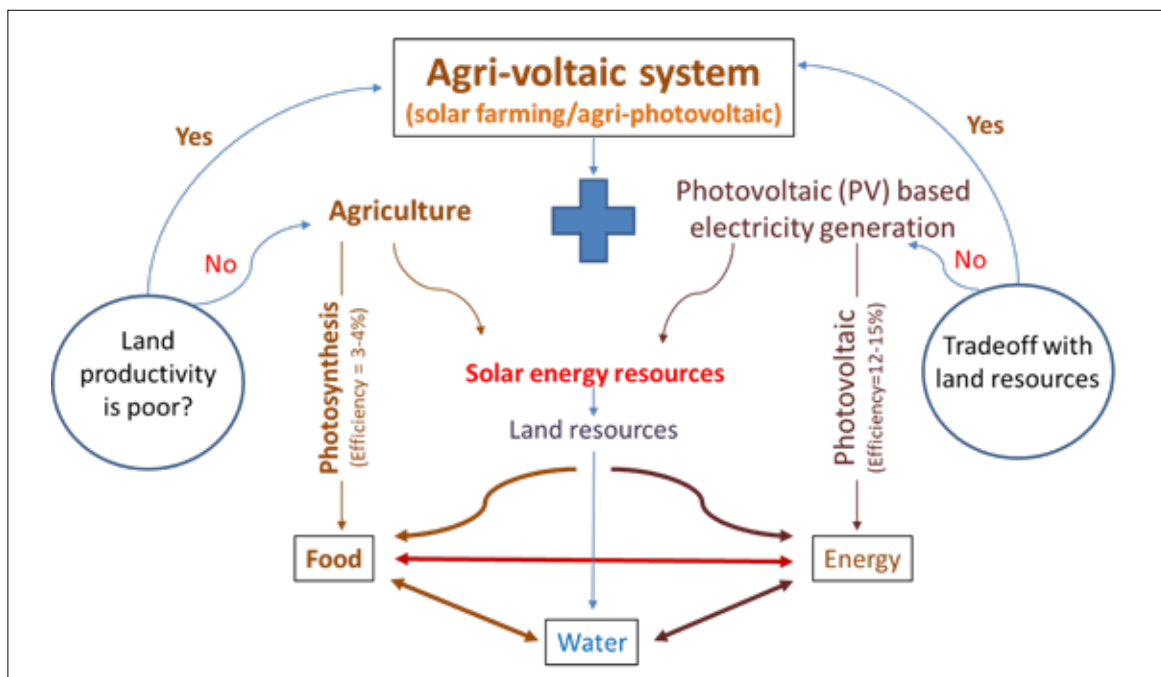 Agri-voltaic system
(solar farming/agri-photovoltaic)
Yes
Yes
Agriculture
Photovoltaic (PV) based
electricity generation
No
No
Land
productivity
is poor?
Photosynthesis
(Efficiency = 3-4%)
Solar energy resources
Land resources
Photovoltaic
(Efficiency=12-15%)
Tradeoff with
land resources
Food
Energy
Water